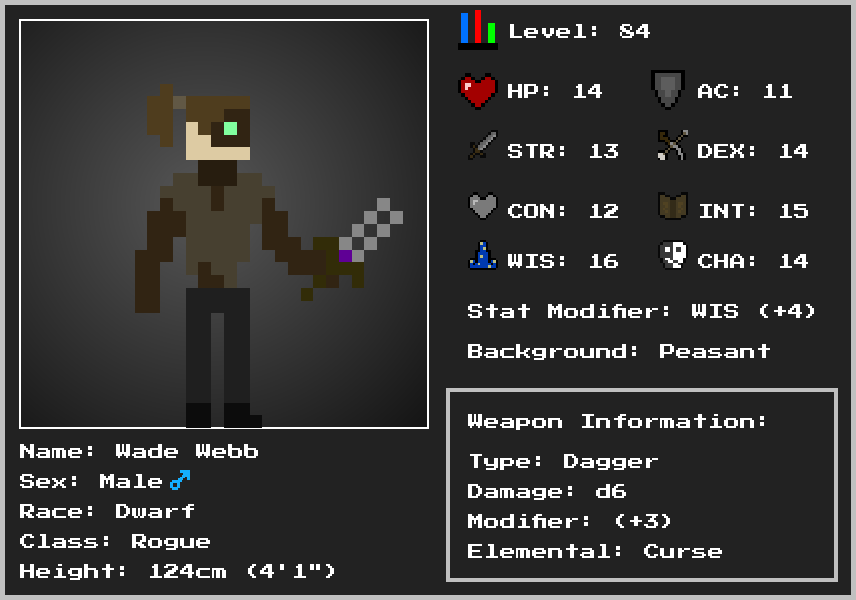 Level: 84
HP: 14
AC: 11
STR: 13
DEX: 14
CON: 12
INT: 15
WIS: 16
CHA: 14
Stat Modifier: WIS (+4)
Background: Peasant
Weapon Information:
Type: Dagger
Damage: d6
Modifier: (+3)
Elemental: Curse
Name: Wade Webb
Sex: Male♂
Race: Dwarf
Class: Rogue
Height: 124cm (4'1")